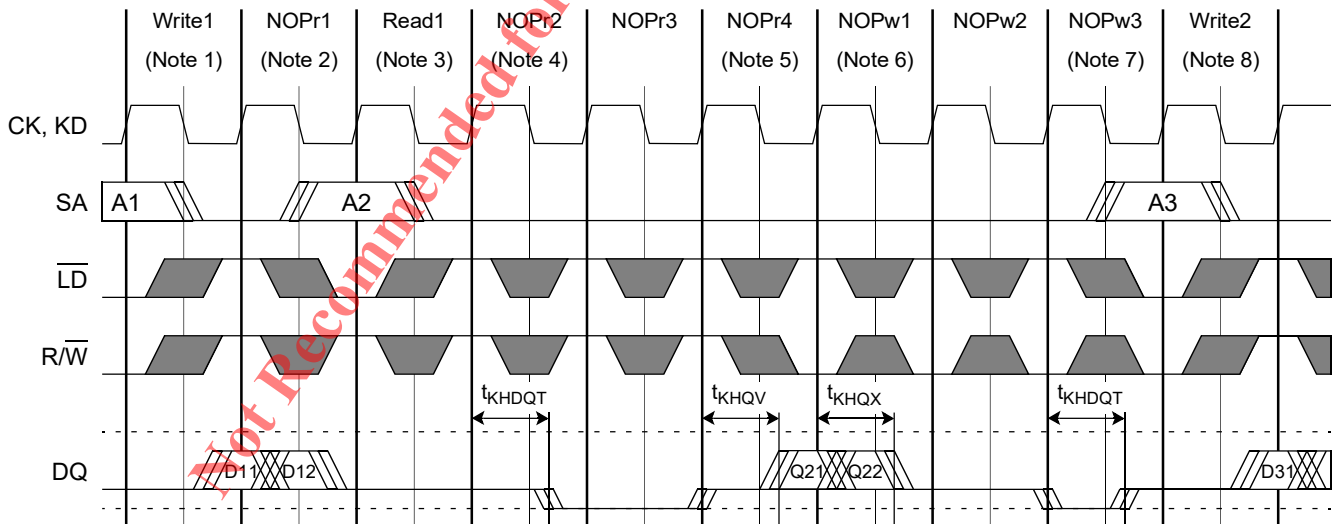 Write1 NOPr1 Read1 NOPr2 NOPr3 NOPr4 NOPw1 NOPw2 NOPw3 Write2
(Note 1) (Note 2) (Note 3) (Note 4) (Note 5) (Note 6) (Note 7) (Note 8)
CK, KD
SA A1 A2 A3
LD
R/W
tKHDQT tKHQV tKHQX tKHDQT
DQ D11 D12 Q21 Q22 D31
Not Recommended for